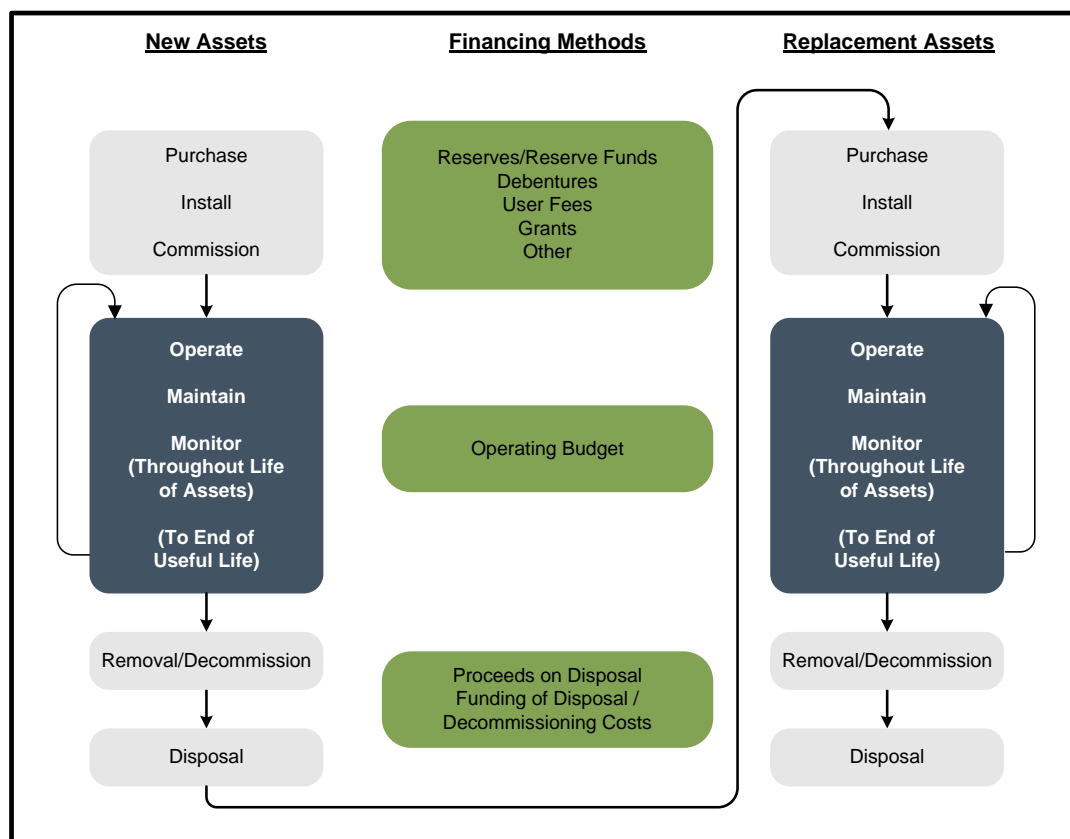 New Assets
Purchase
Install
Commission
Operate
Maintain
Monitor
(Throughout Life
of Assets)
(To End of
Useful Life)
Removal/Decommission
Disposal
Financing Methods
Reserves/Reserve Funds
Debentures
User Fees
Grants
Other
Operating Budget
Proceeds on Disposal
Funding of Disposal /
Decommissioning Costs
Replacement Assets
Purchase
Install
Commission
Operate
Maintain
Monitor
(Throughout Life
of Assets)
(To End of
Useful Life)
Removal/Decommission
Disposal